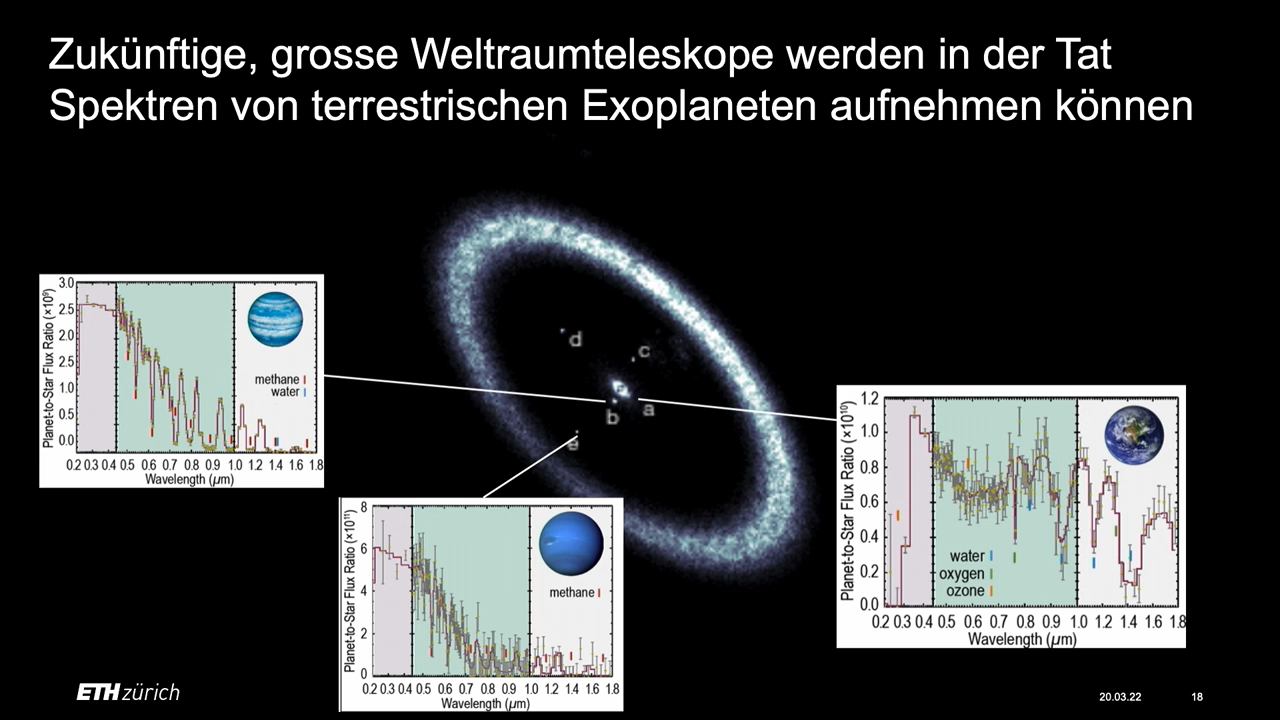 Zukünftige, grosse Weltraumteleskope werden in der Tat
Spektren von terrestrischen Exoplaneten aufnehmen können
Planet-to-Star Flux Ratio (×10⁹)
3.0
2.5
2.0
2.5
1.0
0.5
0.0
methane
water
0.2 0.3 0.4 0.5 0.6 0.7 0.8 0.9 1.0 1.2 1.4 1.6 1.8
Wavelength (µm)
d
c
b
a
e
Planet-to-Star Flux Ratio (×10¹¹)
8
6
4
2
0
methane
0.2 0.3 0.4 0.5 0.6 0.7 0.8 0.9 1.0 1.2 1.4 1.6 1.8
Wavelength (µm)
Planet-to-Star Flux Ratio (×10¹⁰)
1.2
1.0
0.8
0.6
0.4
0.2
0.0
water
oxygen
ozone
0.2 0.3 0.4 0.5 0.6 0.7 0.8 0.9 1.0 1.2 1.4 1.6 1.8
Wavelength (µm)
ETH zürich
20.03.22
18